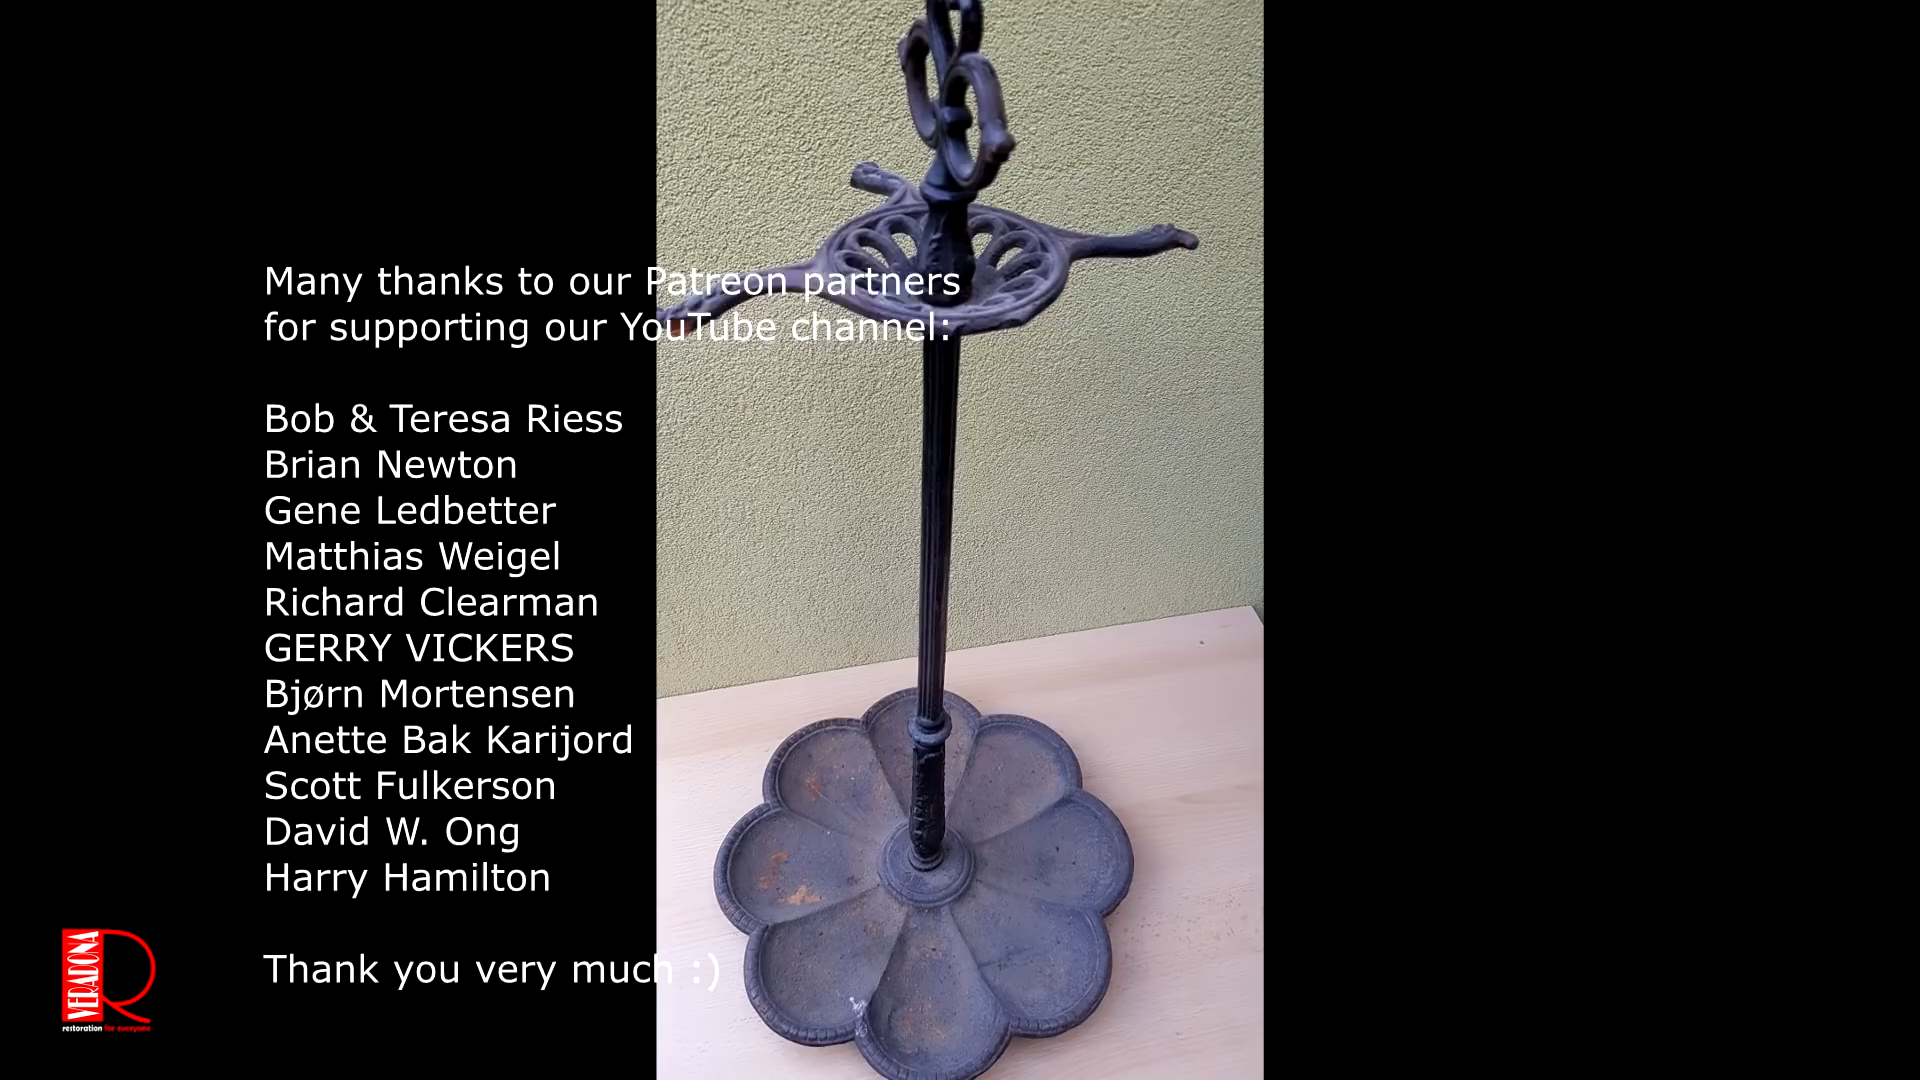 Many thanks to our Patreon partners
for supporting our YouTube channel:
Bob & Teresa Riess
Brian Newton
Gene Ledbetter
Matthias Weigel
Richard Clearman
GERRY VICKERS
Bjørn Mortensen
Anette Bak Karijord
Scott Fulkerson
David W. Ong
Harry Hamilton
Thank you very much :)
VERADONA R
restoration for everyone